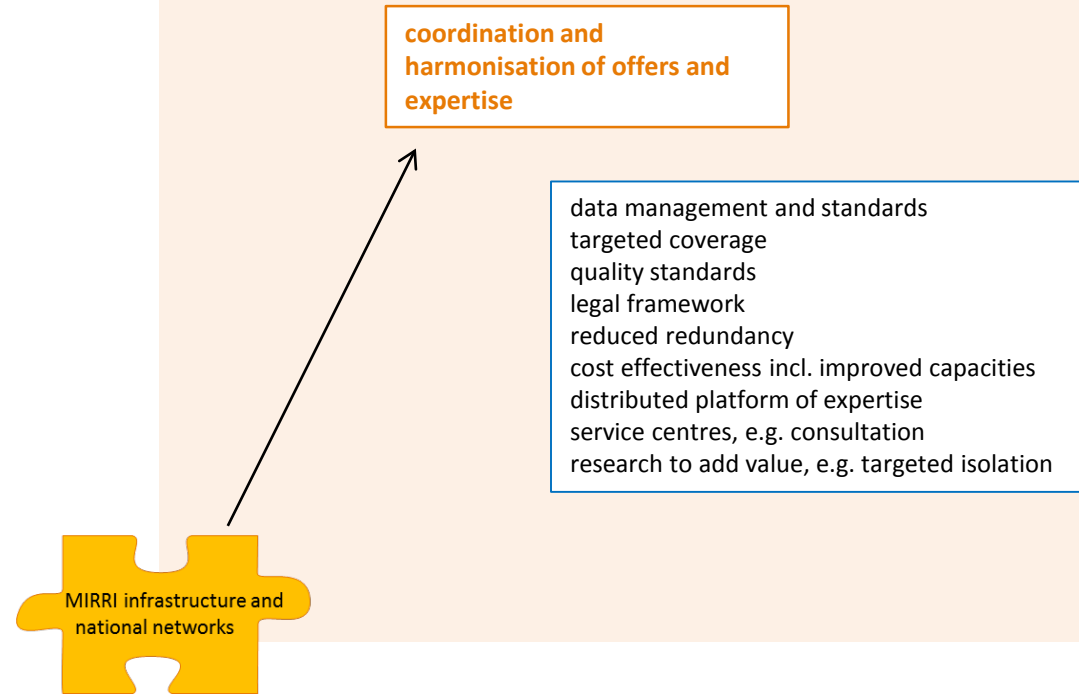 coordination and
harmonisation of offers and
expertise
data management and standards
targeted coverage
quality standards
legal framework
reduced redundancy
cost effectiveness incl. improved capacities
distributed platform of expertise
service centres, e.g. consultation
research to add value, e.g. targeted isolation
MIRRI infrastructure and
national networks